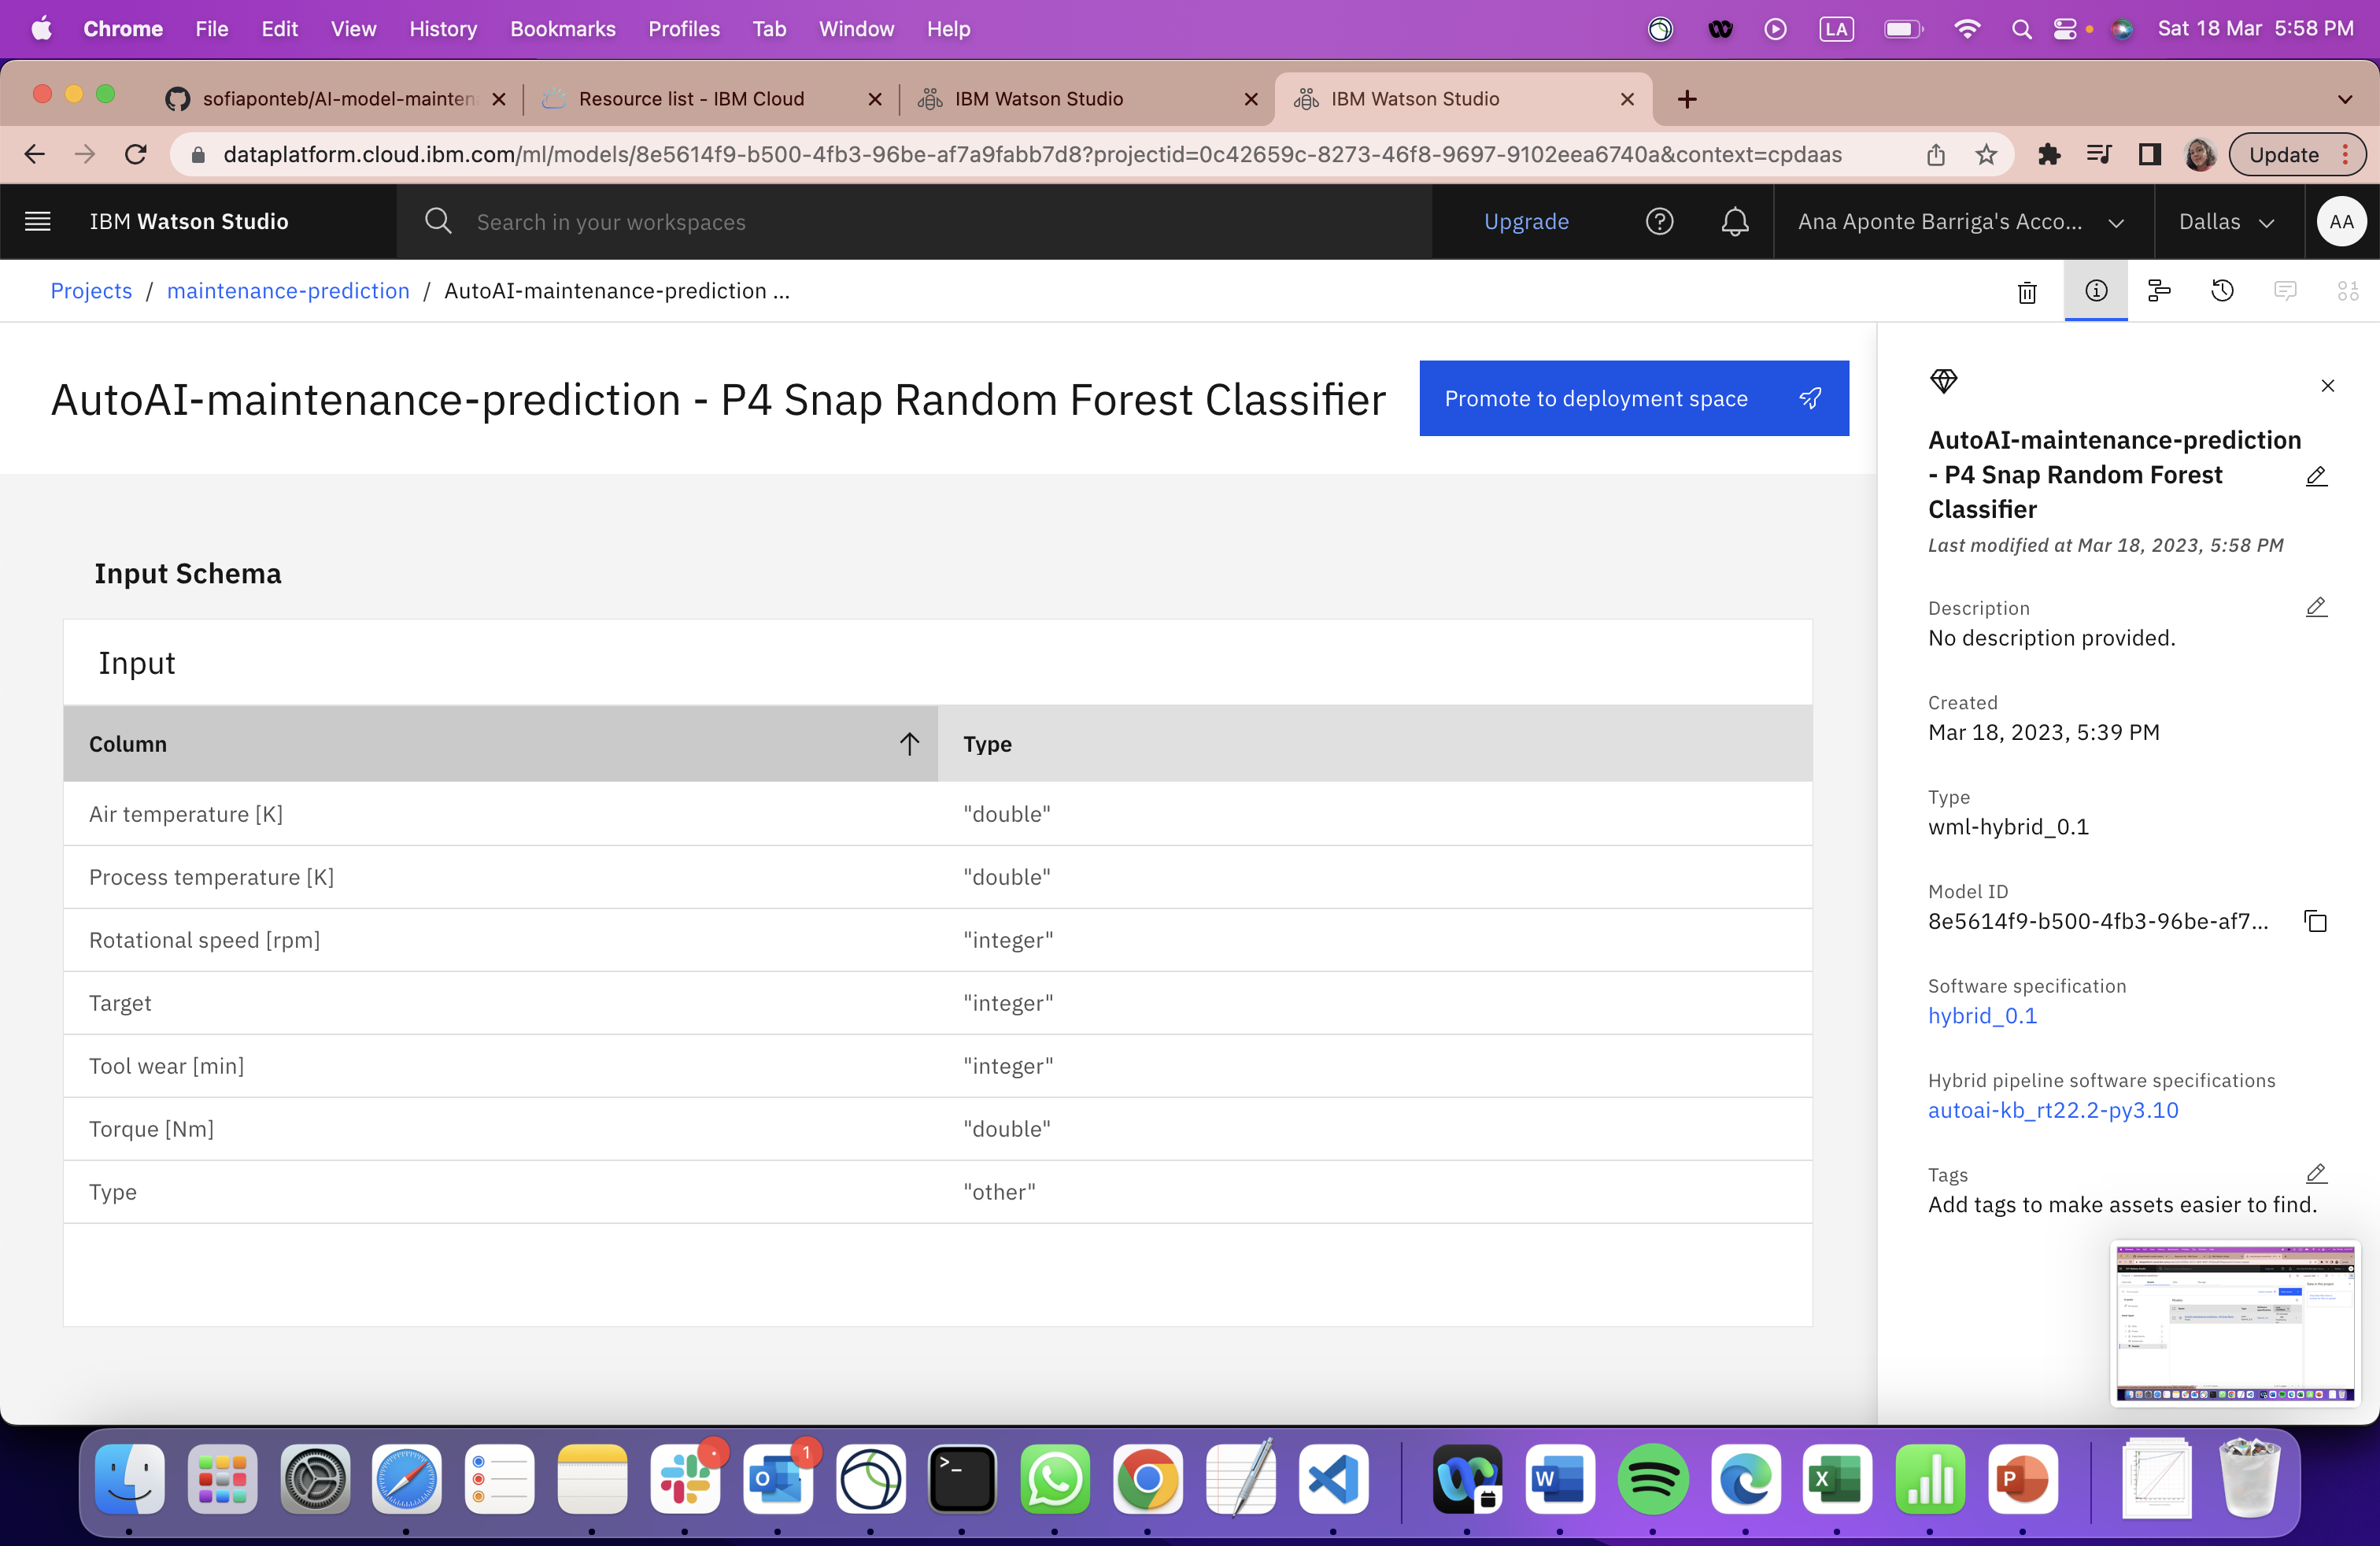 Chrome File Edit View History Bookmarks Profiles Tab Window Help LA Sat 18 Mar 5:58 PM
sofiaponteb/AI-model-mainten Resource list - IBM Cloud IBM Watson Studio IBM Watson Studio
dataplatform.cloud.ibm.com/ml/models/8e5614f9-b500-4fb3-96be-af7a9fabb7d8?projectid=0c42659c-8273-46f8-9697-9102eea6740a&context=cpdaas Update
IBM Watson Studio Search in your workspaces Upgrade Ana Aponte Barriga's Acco... Dallas AA
Projects / maintenance-prediction / AutoAI-maintenance-prediction ...
AutoAI-maintenance-prediction - P4 Snap Random Forest Classifier Promote to deployment space
Input Schema
Input
Column Type
Air temperature [K] "double"
Process temperature [K] "double"
Rotational speed [rpm] "integer"
Target "integer"
Tool wear [min] "integer"
Torque [Nm] "double"
Type "other"
AutoAI-maintenance-prediction
- P4 Snap Random Forest
Classifier
Last modified at Mar 18, 2023, 5:58 PM
Description
No description provided.
Created
Mar 18, 2023, 5:39 PM
Type
wml-hybrid_0.1
Model ID
8e5614f9-b500-4fb3-96be-af7...
Software specification
hybrid_0.1
Hybrid pipeline software specifications
autoai-kb_rt22.2-py3.10
Tags
Add tags to make assets easier to find.
1